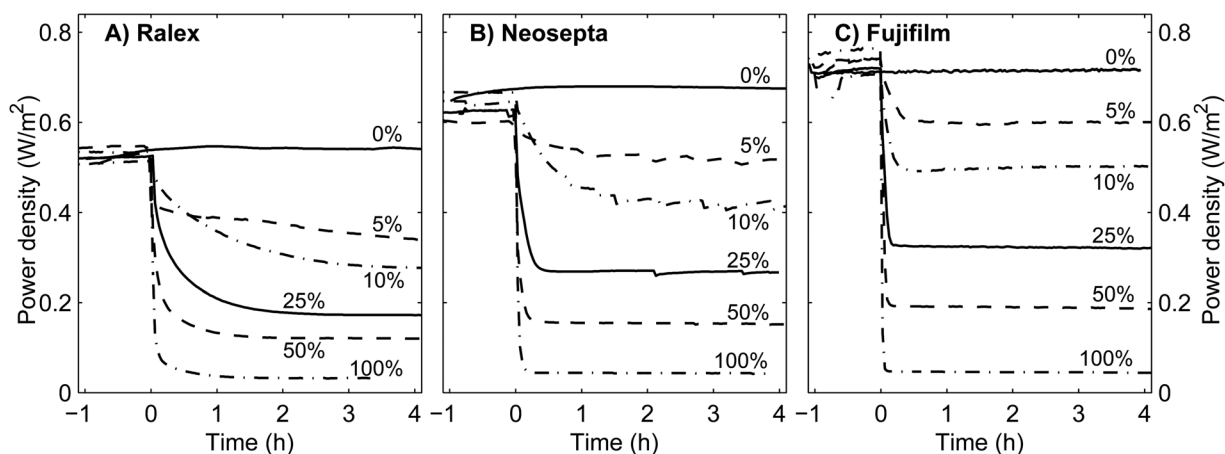 A) Ralex
B) Neosepta
C) Fujifilm
Power density (W/m²)
0.8
0.6
0.4
0.2
0
0%
5%
10%
25%
50%
100%
−1 0 1 2 3 4
Time (h)
0%
5%
10%
25%
50%
100%
−1 0 1 2 3 4
Time (h)
0%
5%
10%
25%
50%
100%
−1 0 1 2 3 4
Time (h)
0.8
0.6
0.4
0.2
0
Power density (W/m²)